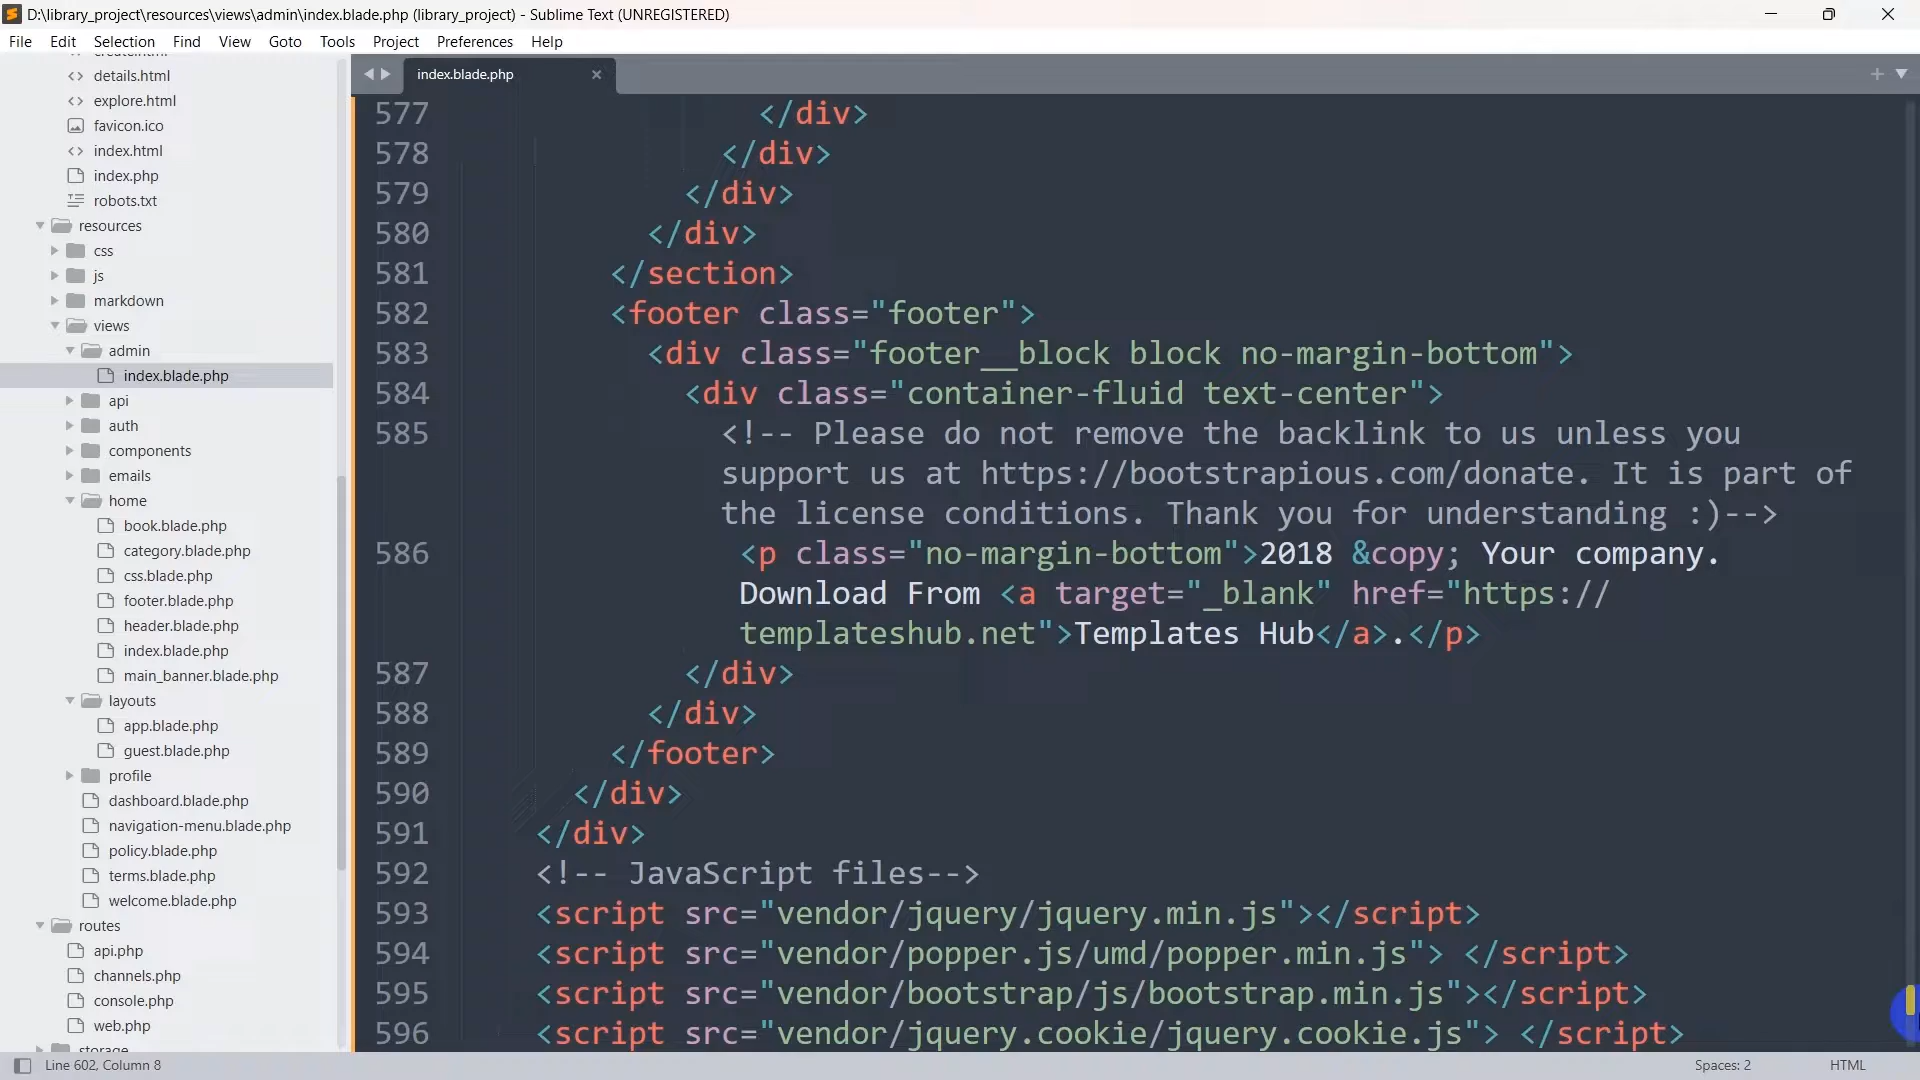 D:\library_project\resources\views\admin\index.blade.php (library_project) - Sublime Text (UNREGISTERED)
File Edit Selection Find View Goto Tools Project Preferences Help
details.html
explore.html
favicon.ico
index.html
index.php
robots.txt
resources
css
js
markdown
views
admin
index.blade.php
api
auth
components
emails
home
book.blade.php
category.blade.php
css.blade.php
footer.blade.php
header.blade.php
index.blade.php
main_banner.blade.php
layouts
app.blade.php
guest.blade.php
profile
dashboard.blade.php
navigation-menu.blade.php
policy.blade.php
terms.blade.php
welcome.blade.php
routes
api.php
channels.php
console.php
web.php
storage
index.blade.php
577 </div>
578 </div>
579 </div>
580 </div>
581 </section>
582 <footer class="footer">
583 <div class="footer__block block no-margin-bottom">
584 <div class="container-fluid text-center">
585 <!-- Please do not remove the backlink to us unless you
support us at https://bootstrapious.com/donate. It is part of
the license conditions. Thank you for understanding :)-->
586 <p class="no-margin-bottom">2018 &copy; Your company.
Download From <a target="_blank" href="https://
templateshub.net">Templates Hub</a>.</p>
587 </div>
588 </div>
589 </footer>
590 </div>
591 </div>
592 <!-- JavaScript files-->
593 <script src="vendor/jquery/jquery.min.js"></script>
594 <script src="vendor/popper.js/umd/popper.min.js"> </script>
595 <script src="vendor/bootstrap/js/bootstrap.min.js"></script>
596 <script src="vendor/jquery.cookie/jquery.cookie.js"> </script>
Line 602, Column 8
Spaces: 2
HTML